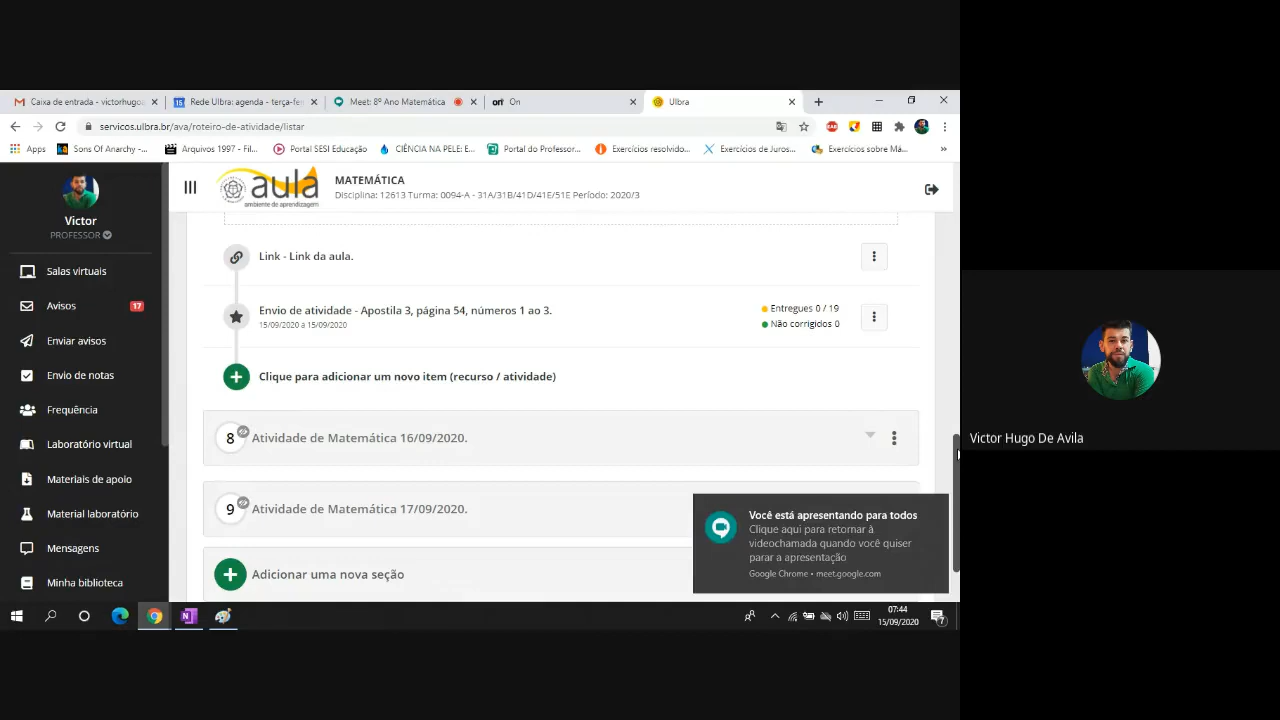 Caixa de entrada - victorhugo
15 Rede Ulbra: agenda - terça-fei
Meet: 8º Ano Matemática
on On
Ulbra
servicos.ulbra.br/ava/roteiro-de-atividade/listar
Apps
Sons Of Anarchy -...
Arquivos 1997 - Fil...
Portal SESI Educação
CIÊNCIA NA PELE: E...
Portal do Professor...
Exercícios resolvido...
Exercícios de Juros...
Exercícios sobre Má...
»
aula
ambiente de aprendizagem
MATEMÁTICA
Disciplina: 12613 Turma: 0094-A - 31A/31B/41D/41E/51E Período: 2020/3
Victor
PROFESSOR
Salas virtuais
Avisos 17
Enviar avisos
Envio de notas
Frequência
Laboratório virtual
Materiais de apoio
Material laboratório
Mensagens
Minha biblioteca
Link - Link da aula.
Envio de atividade - Apostila 3, página 54, números 1 ao 3.
15/09/2020 a 15/09/2020
Entregues 0 / 19
Não corrigidos 0
Clique para adicionar um novo item (recurso / atividade)
8 Atividade de Matemática 16/09/2020.
9 Atividade de Matemática 17/09/2020.
Adicionar uma nova seção
Você está apresentando para todos
Clique aqui para retornar à
videochamada quando você quiser
parar a apresentação
Google Chrome • meet.google.com
07:44
15/09/2020
7
Victor Hugo De Avila